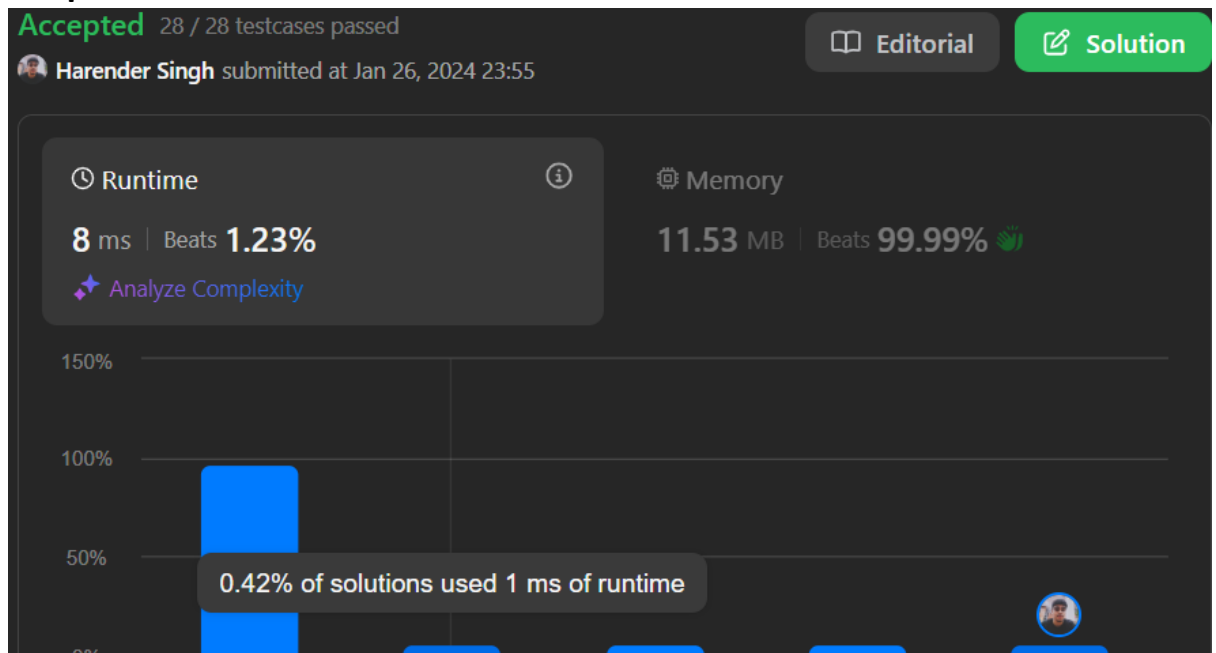 Accepted 28 / 28 testcases passed
Editorial
Solution
Harender Singh submitted at Jan 26, 2024 23:55
Runtime
8 ms | Beats 1.23%
Analyze Complexity
Memory
11.53 MB | Beats 99.99%
150%
100%
50%
0.42% of solutions used 1 ms of runtime
0%